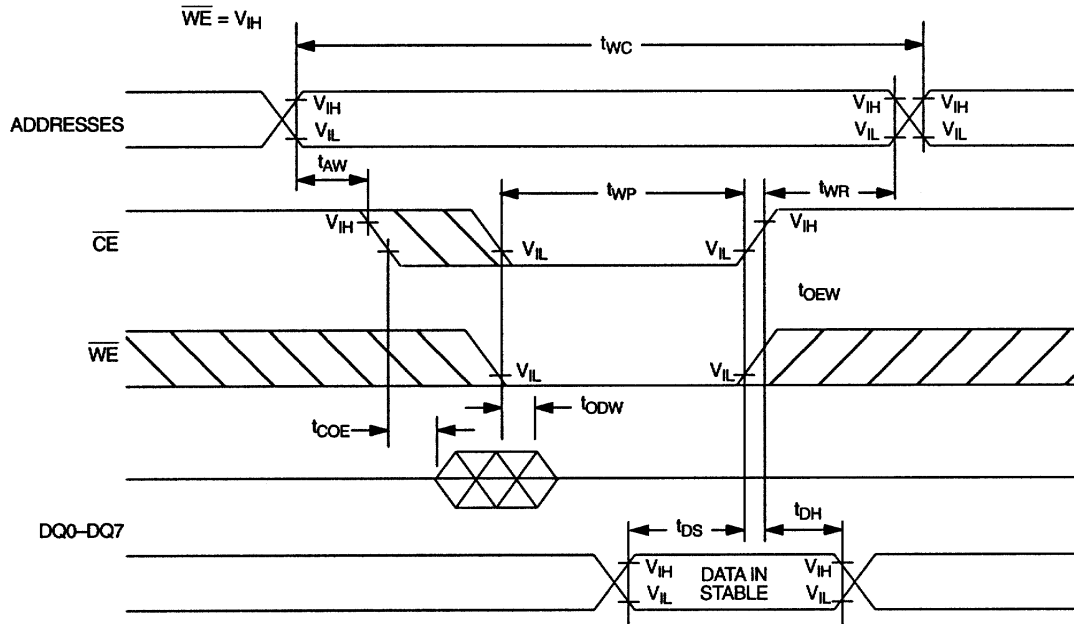 WE = VIH
tWC
ADDRESSES
VIH
VIL
VIH
VIL
VIH
VIL
tAW
tWP
tWR
CE
VIH
VIL
VIL
VIH
tOEW
WE
VIL
VIL
tCOE
tODW
DQ0–DQ7
tDS
tDH
VIH
VIL
DATA IN
STABLE
VIH
VIL